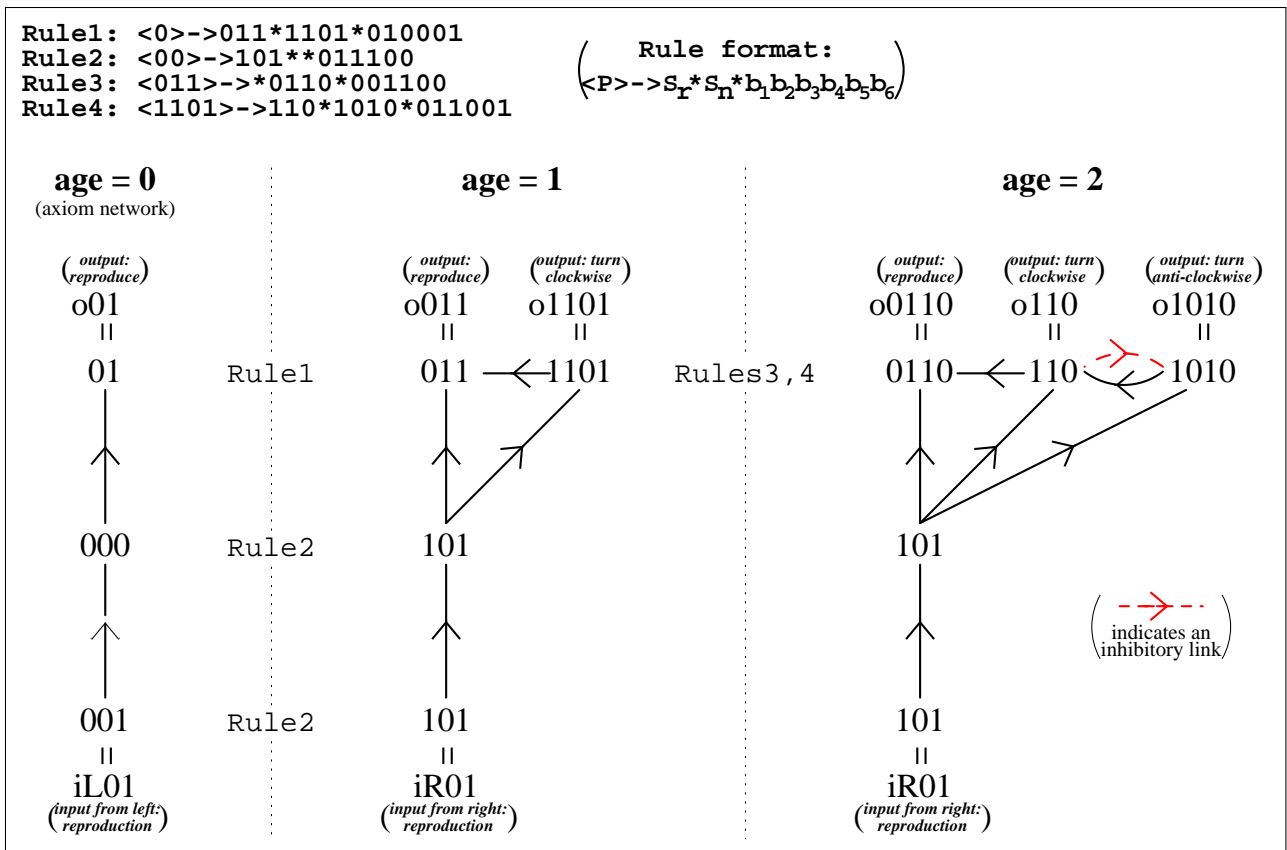 Rule1: <0>->011*1101*010001
Rule2: <00>->101**011100
Rule3: <011>->*0110*001100
Rule4: <1101>->110*1010*011001
Rule format:
<P>->Sr*Sn*b1b2b3b4b5b6
age = 0
(axiom network)
age = 1
age = 2
(output: reproduce)
(output: reproduce)
(output: turn clockwise)
(output: reproduce)
(output: turn clockwise)
(output: turn anti-clockwise)
o01
o011
o1101
o0110
o110
o1010
01
Rule1
011
1101
Rules3,4
0110
110
1010
000
Rule2
101
101
indicates an
inhibitory link
001
Rule2
101
101
iL01
iR01
iR01
(input from left: reproduction)
(input from right: reproduction)
(input from right: reproduction)